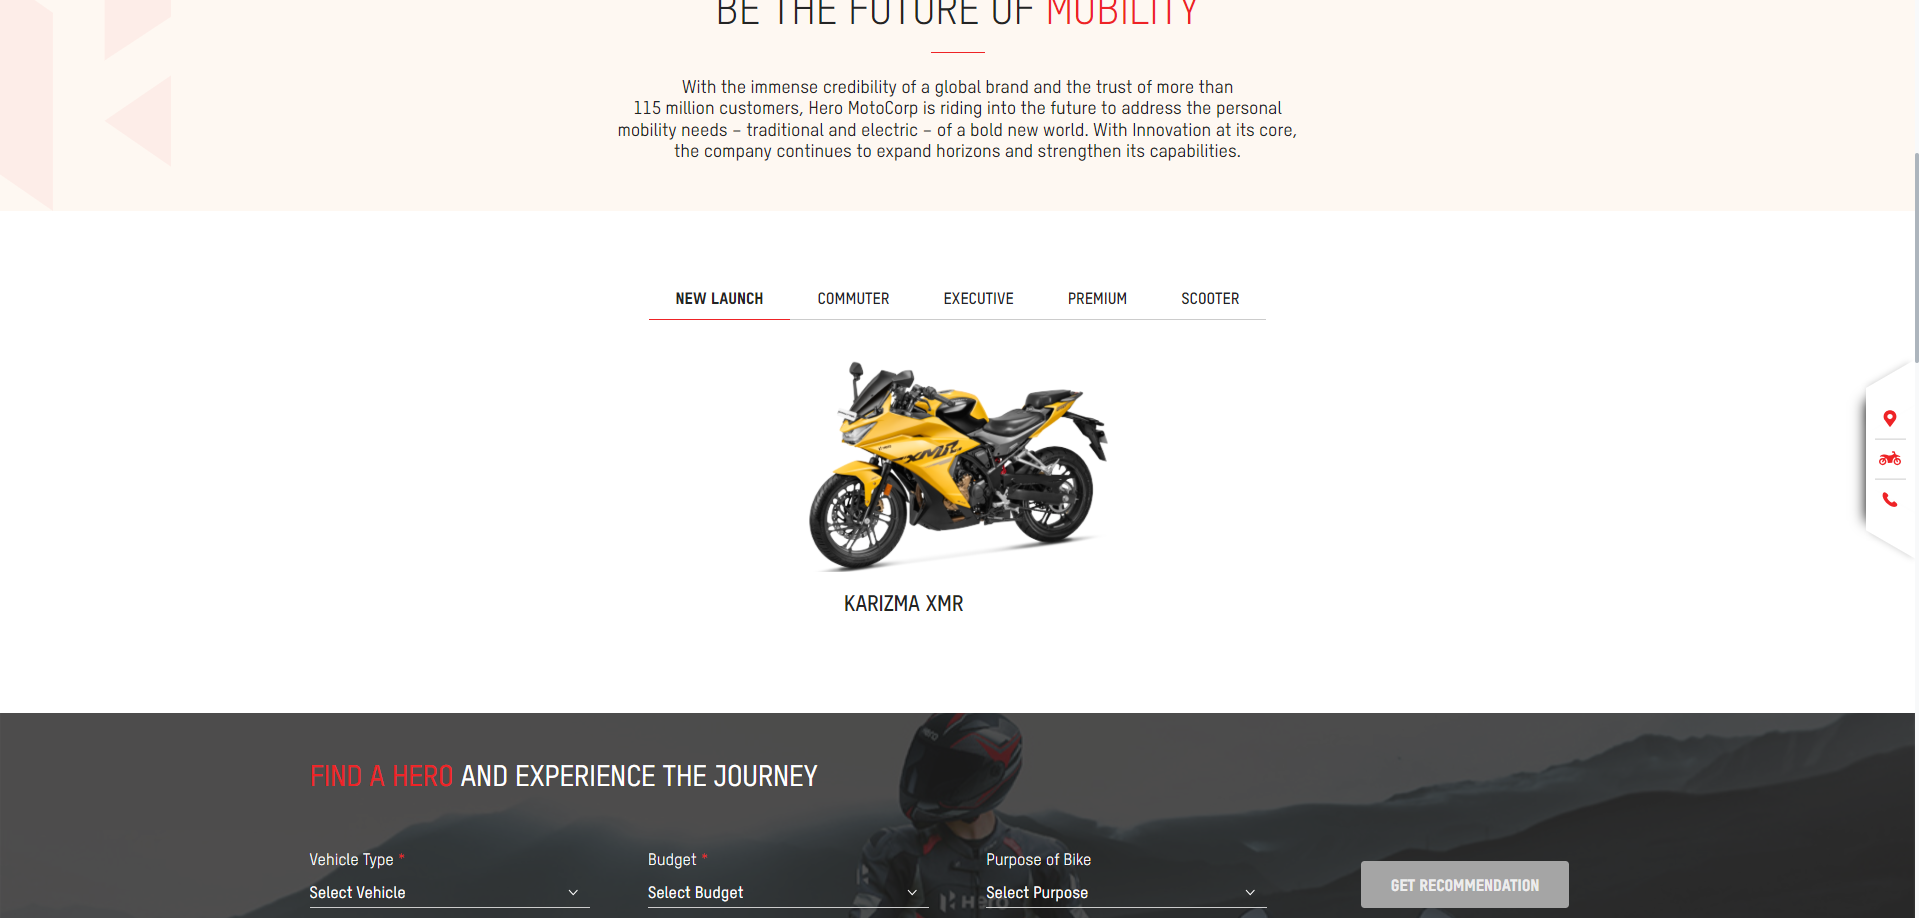 BE THE FUTURE OF MOBILITY
With the immense credibility of a global brand and the trust of more than
115 million customers, Hero MotoCorp is riding into the future to address the personal
mobility needs – traditional and electric – of a bold new world. With Innovation at its core,
the company continues to expand horizons and strengthen its capabilities.
NEW LAUNCH COMMUTER EXECUTIVE PREMIUM SCOOTER
XMR
KARIZMA XMR
FIND A HERO AND EXPERIENCE THE JOURNEY
Vehicle Type * Budget * Purpose of Bike
Select Vehicle Select Budget Select Purpose
GET RECOMMENDATION
Hero